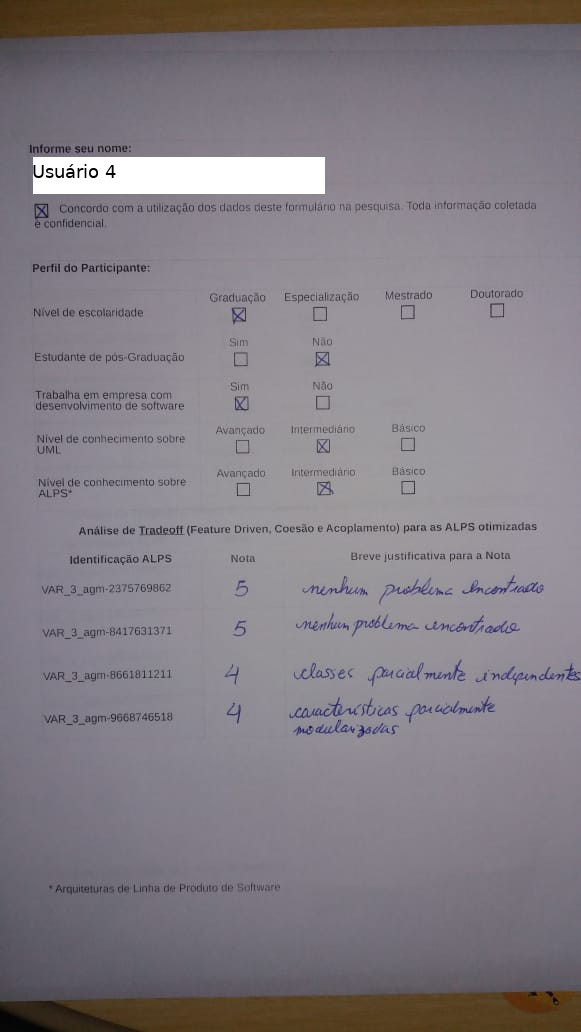 Informe seu nome:
Usuário 4
Concordo com a utilização dos dados deste formulário na pesquisa. Toda informação coletada
é confidencial.
Perfil do Participante:
Graduação Especialização Mestrado Doutorado
Nível de escolaridade
Sim Não
Estudante de pós-Graduação
Sim Não
Trabalha em empresa com
desenvolvimento de software
Avançado Intermediário Básico
Nível de conhecimento sobre
UML
Avançado Intermediário Básico
Nível de conhecimento sobre
ALPS*
Análise de Tradeoff (Feature Driven, Coesão e Acoplamento) para as ALPS otimizadas
Identificação ALPS Nota Breve justificativa para a Nota
VAR_3_agm-2375769862 5 nenhum problema encontrado
VAR_3_agm-8417631371 5 nenhum problema encontrado
VAR_3_agm-8661811211 4 classes parcialmente independentes
VAR_3_agm-9668746518 4 características parcialmente
modularizadas
* Arquiteturas de Linha de Produto de Software